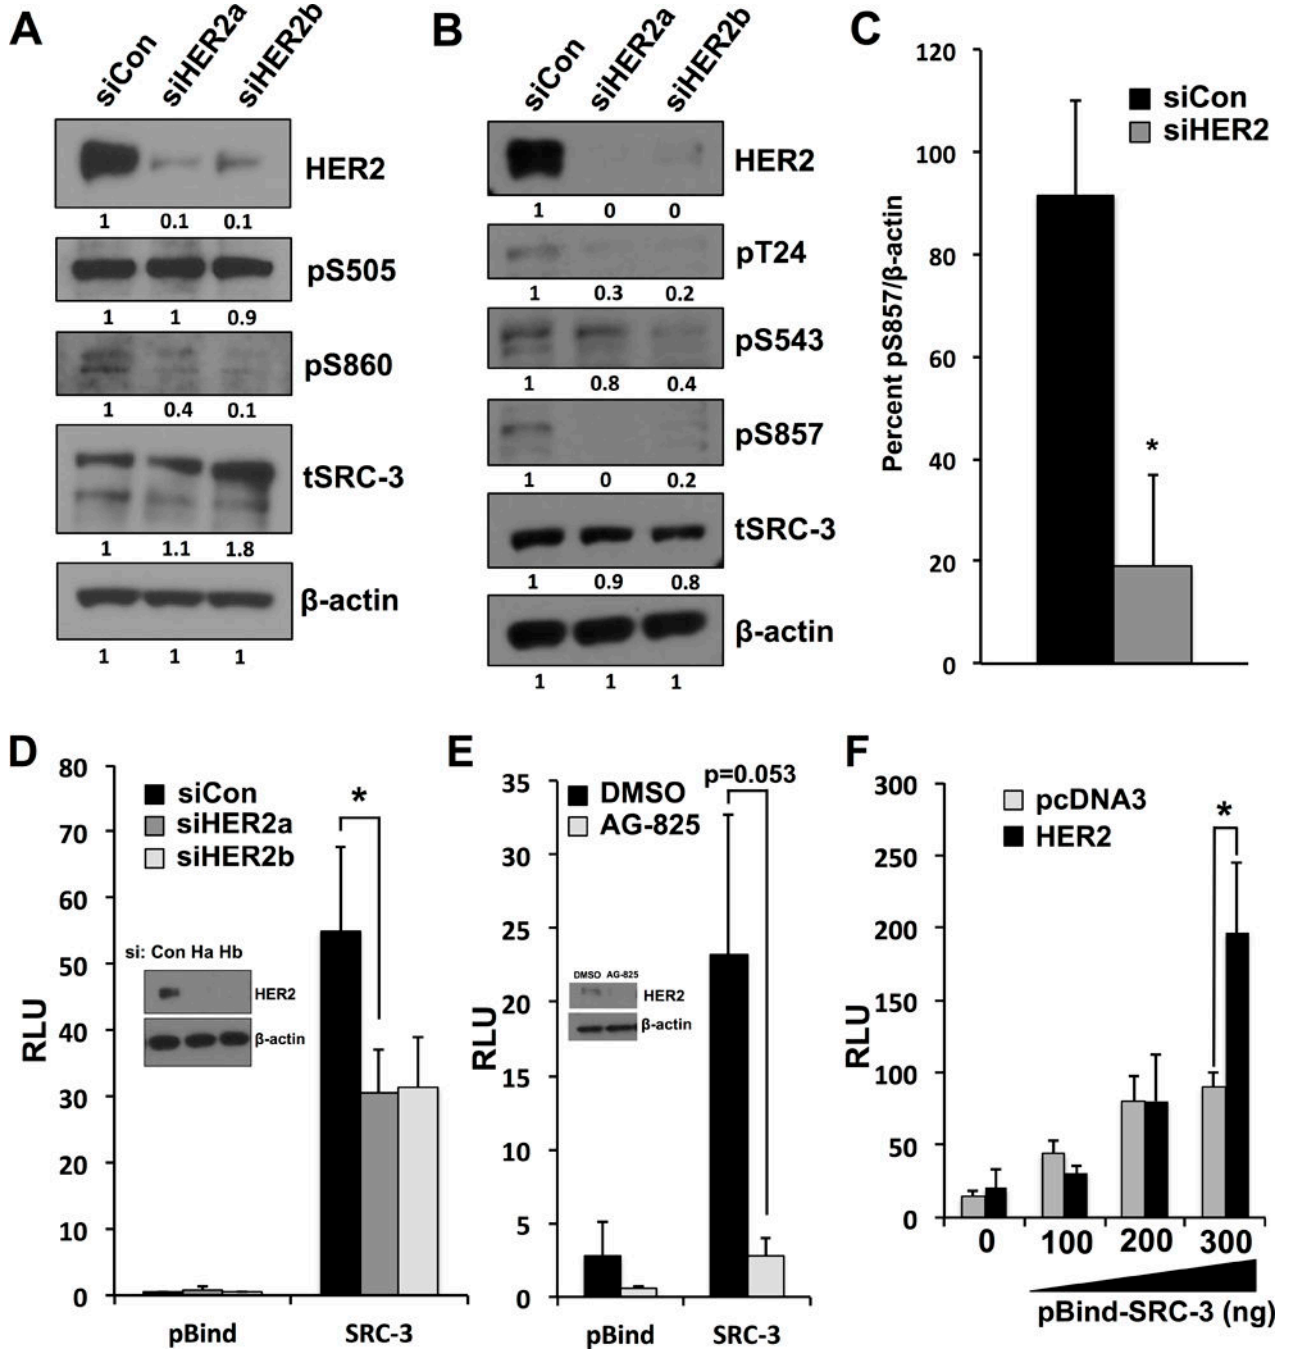 A
siCon
siHER2a
siHER2b
HER2
1 0.1 0.1
pS505
1 1 0.9
pS860
1 0.4 0.1
tSRC-3
1 1.1 1.8
β-actin
1 1 1
B
siCon
siHER2a
siHER2b
HER2
1 0 0
pT24
1 0.3 0.2
pS543
1 0.8 0.4
pS857
1 0 0.2
tSRC-3
1 0.9 0.8
β-actin
1 1 1
C
Percent pS857/β-actin
120
100
80
60
40
20
0
siCon
siHER2
*
D
RLU
80
70
60
50
40
30
20
10
0
siCon
siHER2a
siHER2b
*
si: Con Ha Hb
HER2
β-actin
pBind SRC-3
E
RLU
35
30
25
20
15
10
5
0
DMSO
AG-825
p=0.053
DMSO AG-825
HER2
β-actin
pBind SRC-3
F
RLU
300
250
200
150
100
50
0
pcDNA3
HER2
*
0 100 200 300
pBind-SRC-3 (ng)